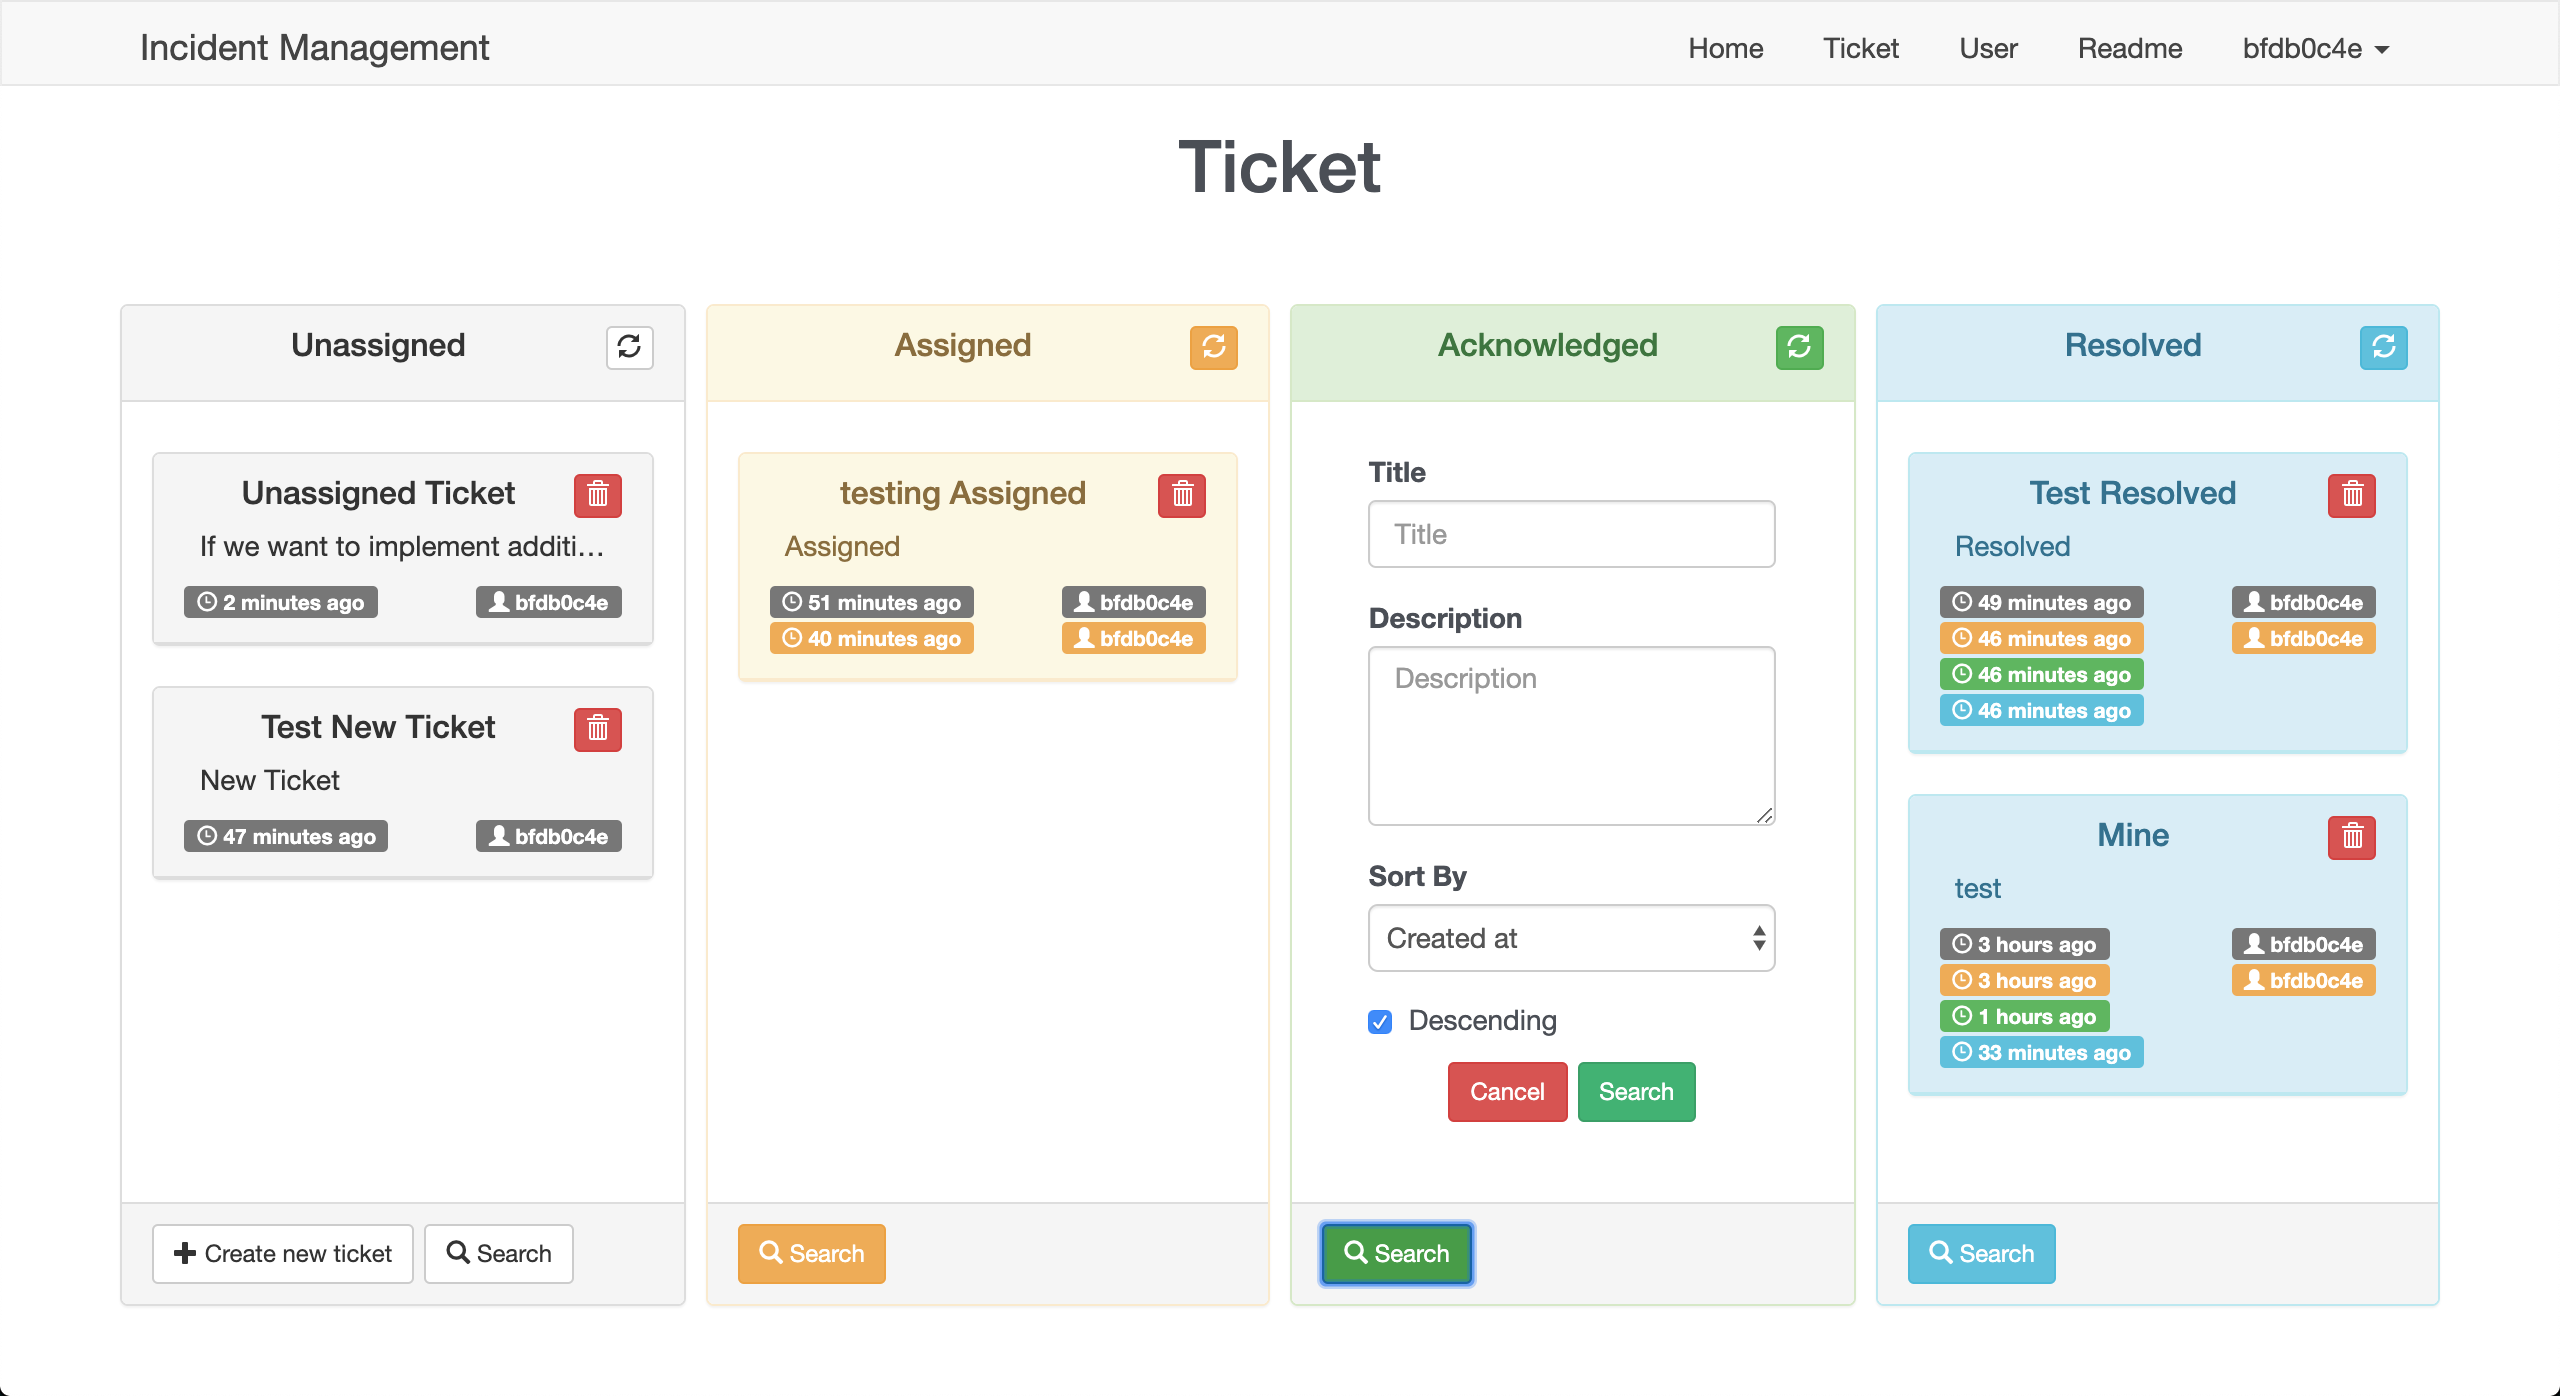 Incident Management
Home Ticket User Readme bfdb0c4e
Ticket
Unassigned
Unassigned Ticket
If we want to implement additi...
2 minutes ago bfdb0c4e
Test New Ticket
New Ticket
47 minutes ago bfdb0c4e
Create new ticket Search
Assigned
testing Assigned
Assigned
51 minutes ago bfdb0c4e
40 minutes ago bfdb0c4e
Search
Acknowledged
Title
Title
Description
Description
Sort By
Created at
Descending
Cancel Search
Search
Resolved
Test Resolved
Resolved
49 minutes ago bfdb0c4e
46 minutes ago bfdb0c4e
46 minutes ago
46 minutes ago
Mine
test
3 hours ago bfdb0c4e
3 hours ago bfdb0c4e
1 hours ago
33 minutes ago
Search